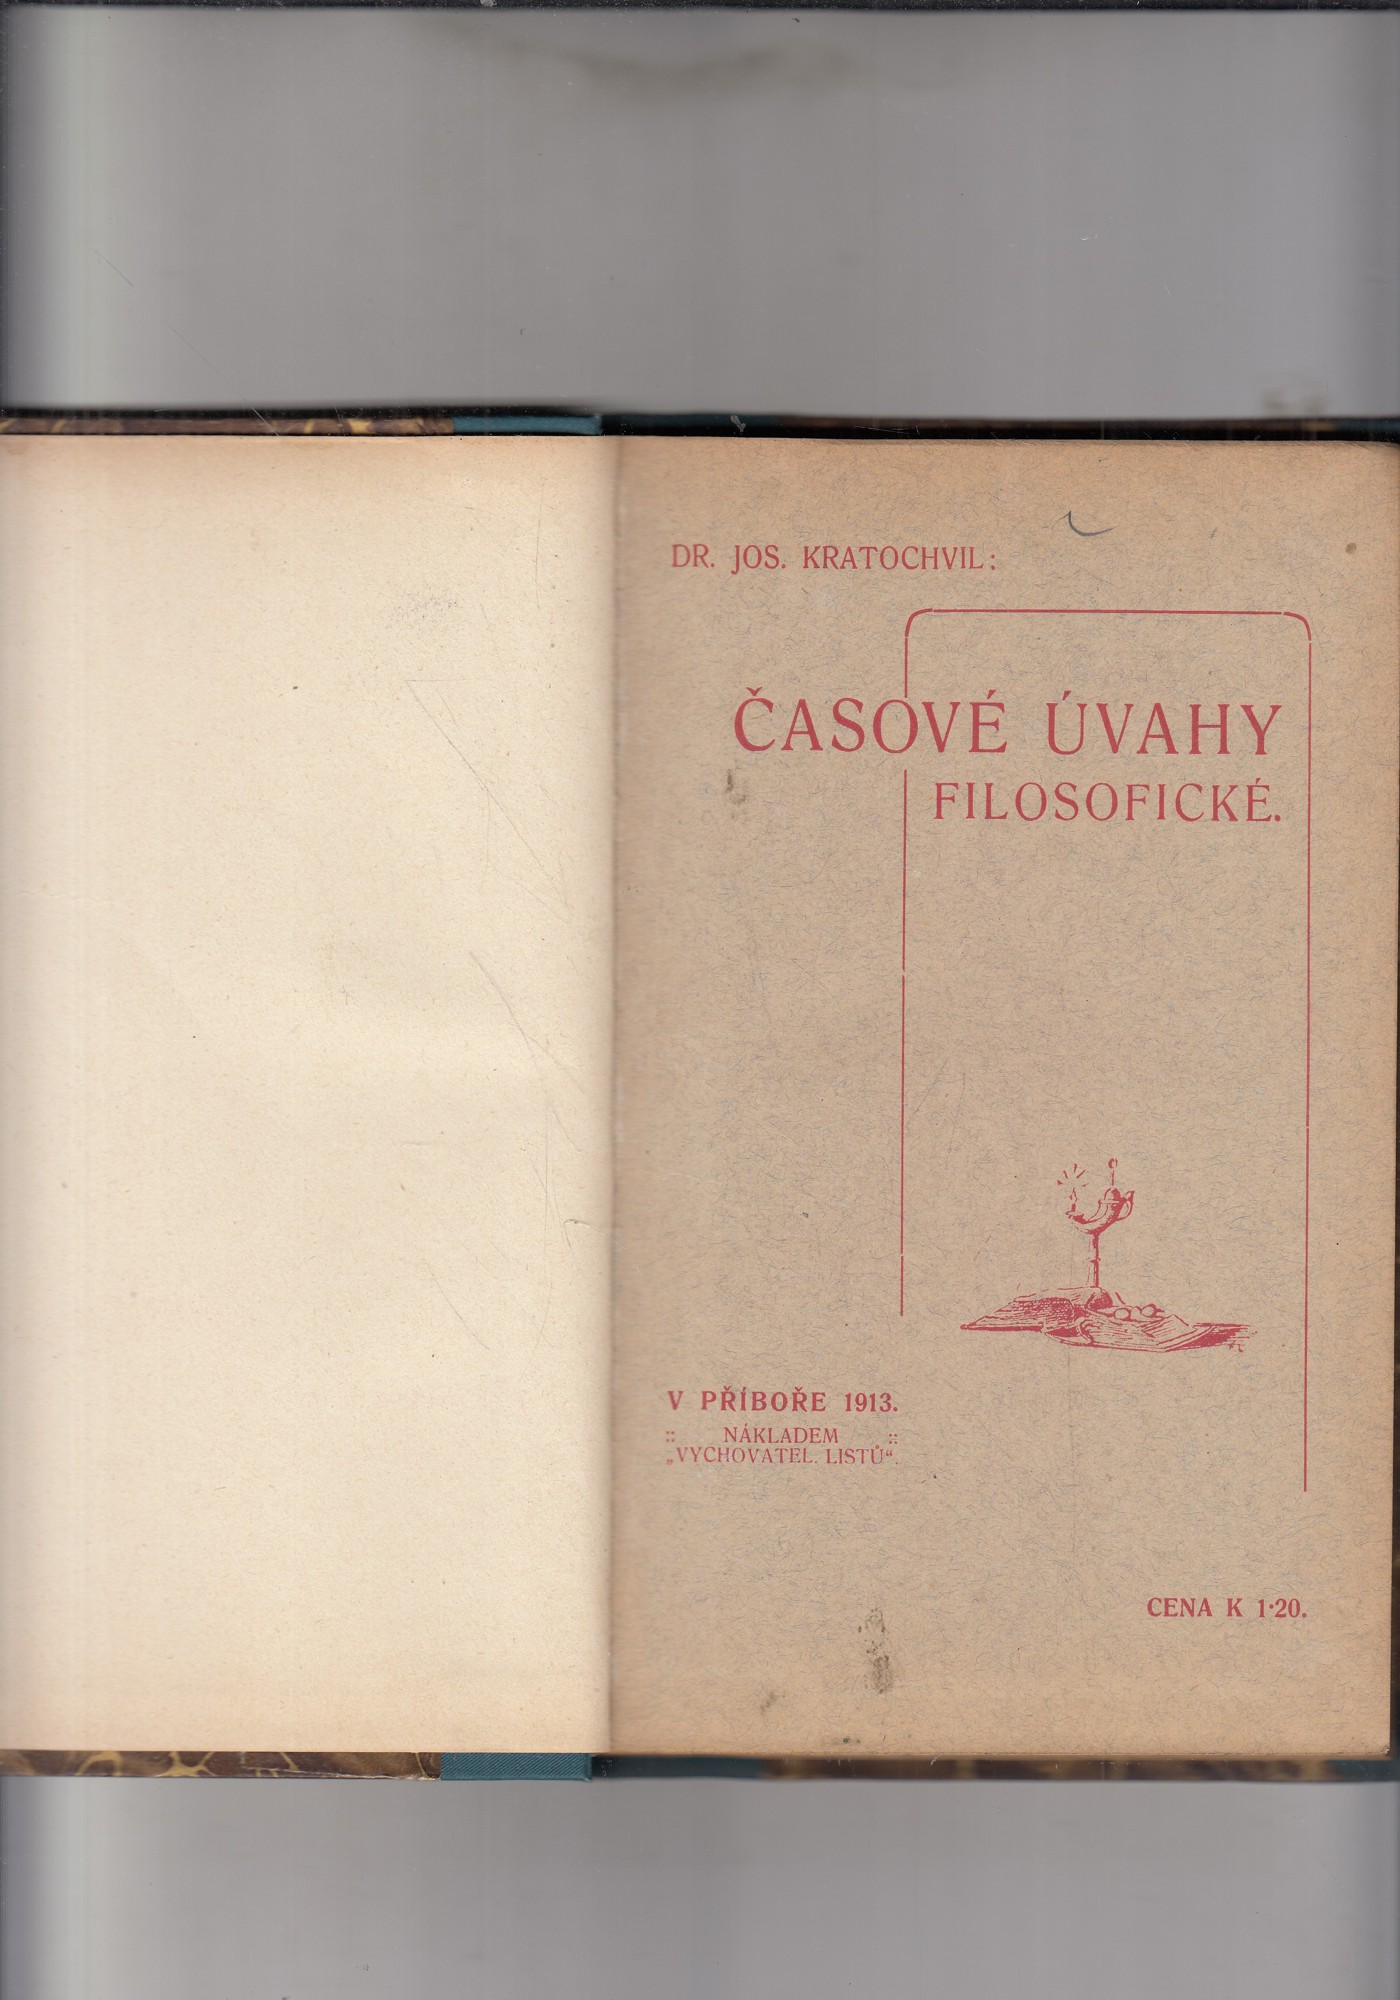 DR. JOS. KRATOCHVIL:
ČASOVÉ ÚVAHY
FILOSOFICKÉ.
V PŘÍBOŘE 1913.
:: NÁKLADEM ::
„VYCHOVATEL. LISTŮ“.
CENA K 1·20.